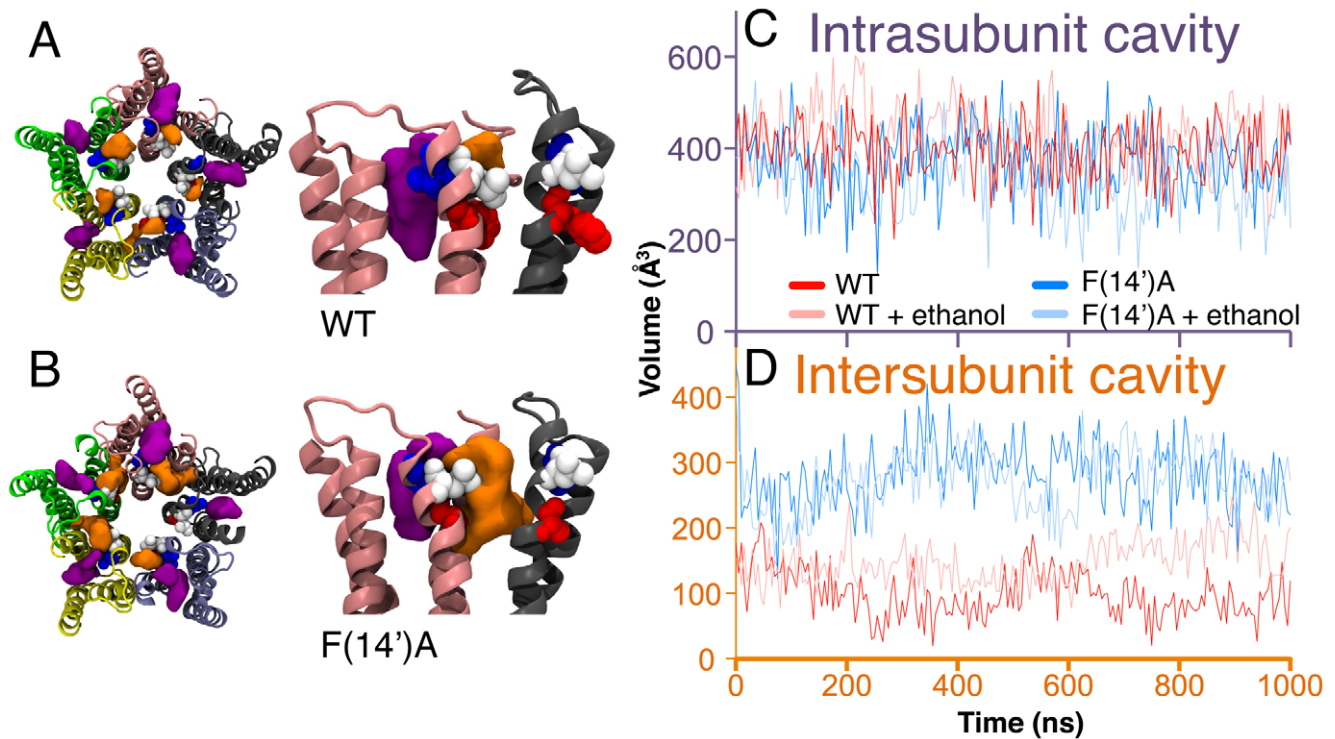 A
WT
B
F(14')A
C Intrasubunit cavity
600
400
200
0
WT
F(14')A
WT + ethanol
F(14')A + ethanol
Volume (Å³)
D Intersubunit cavity
400
300
200
100
0
0 200 400 600 800 1000
Time (ns)